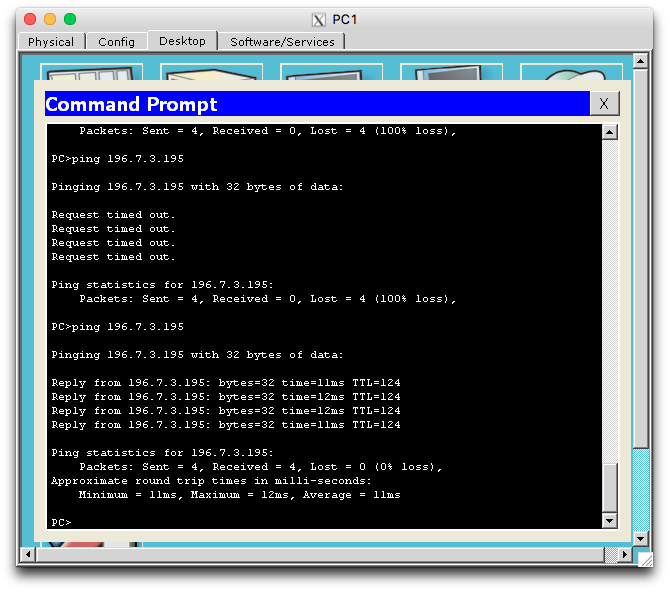 PC1
Physical Config Desktop Software/Services
Command Prompt X
Packets: Sent = 4, Received = 0, Lost = 4 (100% loss),
PC>ping 196.7.3.195
Pinging 196.7.3.195 with 32 bytes of data:
Request timed out.
Request timed out.
Request timed out.
Request timed out.
Ping statistics for 196.7.3.195:
Packets: Sent = 4, Received = 0, Lost = 4 (100% loss),
PC>ping 196.7.3.195
Pinging 196.7.3.195 with 32 bytes of data:
Reply from 196.7.3.195: bytes=32 time=11ms TTL=124
Reply from 196.7.3.195: bytes=32 time=12ms TTL=124
Reply from 196.7.3.195: bytes=32 time=12ms TTL=124
Reply from 196.7.3.195: bytes=32 time=11ms TTL=124
Ping statistics for 196.7.3.195:
Packets: Sent = 4, Received = 4, Lost = 0 (0% loss),
Approximate round trip times in milli-seconds:
Minimum = 11ms, Maximum = 12ms, Average = 11ms
PC>